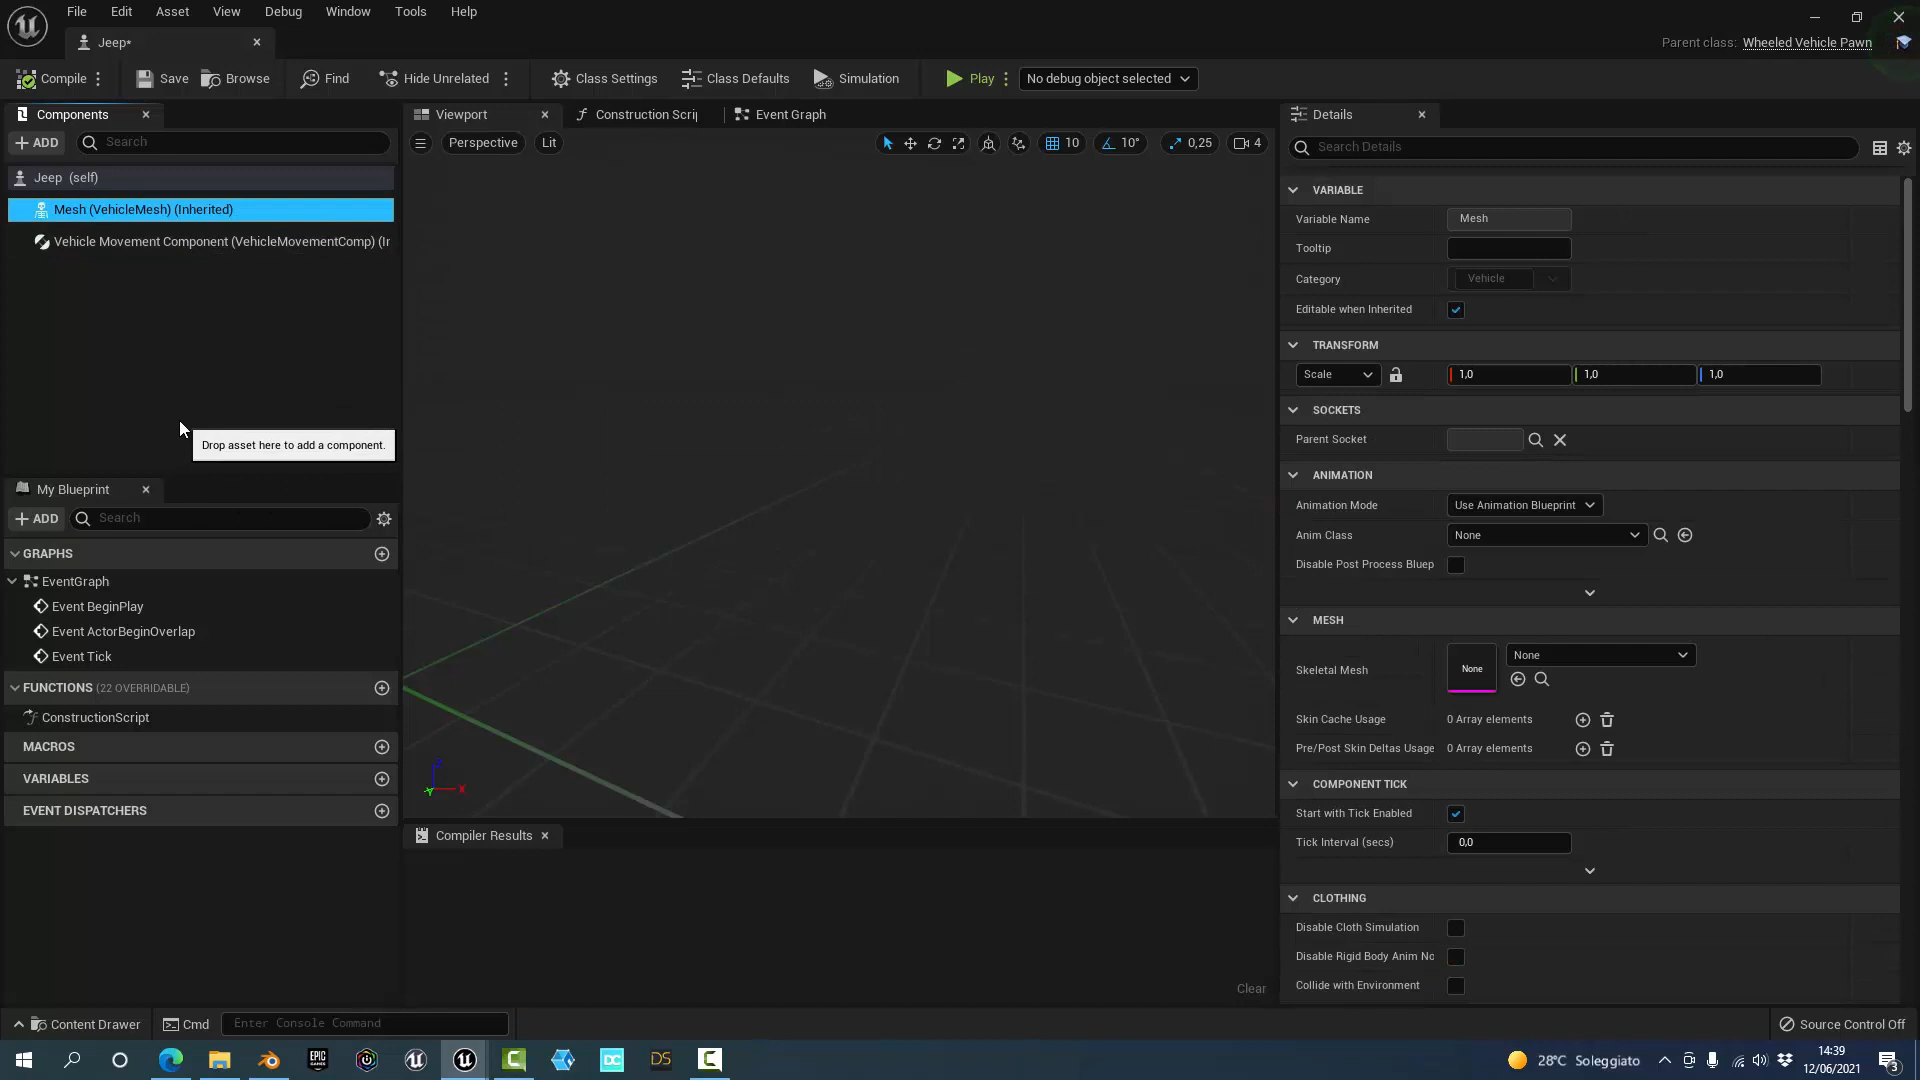 File Edit Asset View Debug Window Tools Help
Jeep*
Parent class: Wheeled Vehicle Pawn
Compile Save Browse Find Hide Unrelated Class Settings Class Defaults Simulation Play No debug object selected
Components
ADD Search
Jeep (self)
Mesh (VehicleMesh) (Inherited)
Vehicle Movement Component (VehicleMovementComp) (Ir
Drop asset here to add a component.
My Blueprint
ADD Search
GRAPHS
EventGraph
Event BeginPlay
Event ActorBeginOverlap
Event Tick
FUNCTIONS (22 OVERRIDABLE)
ConstructionScript
MACROS
VARIABLES
EVENT DISPATCHERS
Viewport Construction Scrip Event Graph
Perspective Lit 10 10° 0,25 4
Z X Y
Compiler Results
Clear
Details
Search Details
VARIABLE
Variable Name Mesh
Tooltip
Category Vehicle
Editable when Inherited
TRANSFORM
Scale 1,0 1,0 1,0
SOCKETS
Parent Socket
ANIMATION
Animation Mode Use Animation Blueprint
Anim Class None
Disable Post Process Bluep
MESH
Skeletal Mesh None None
Skin Cache Usage 0 Array elements
Pre/Post Skin Deltas Usage 0 Array elements
COMPONENT TICK
Start with Tick Enabled
Tick Interval (secs) 0,0
CLOTHING
Disable Cloth Simulation
Disable Rigid Body Anim Nc
Collide with Environment
Content Drawer Cmd Enter Console Command Source Control Off
EPIC GAMES DC DS 28°C Soleggiato 14:39
12/06/2021 3